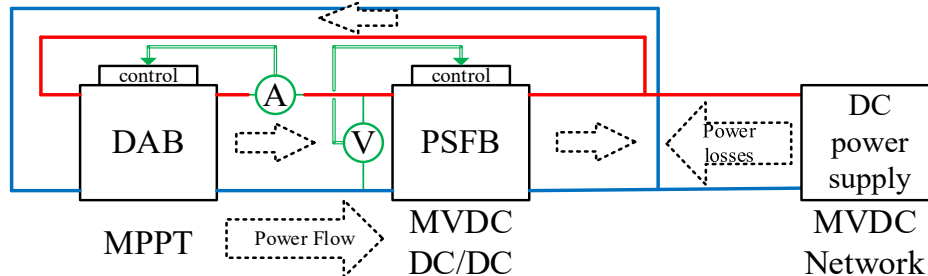 control
control
A
DAB
V
PSFB
Power
losses
DC
power
supply
MPPT
Power Flow
MVDC
DC/DC
MVDC
Network